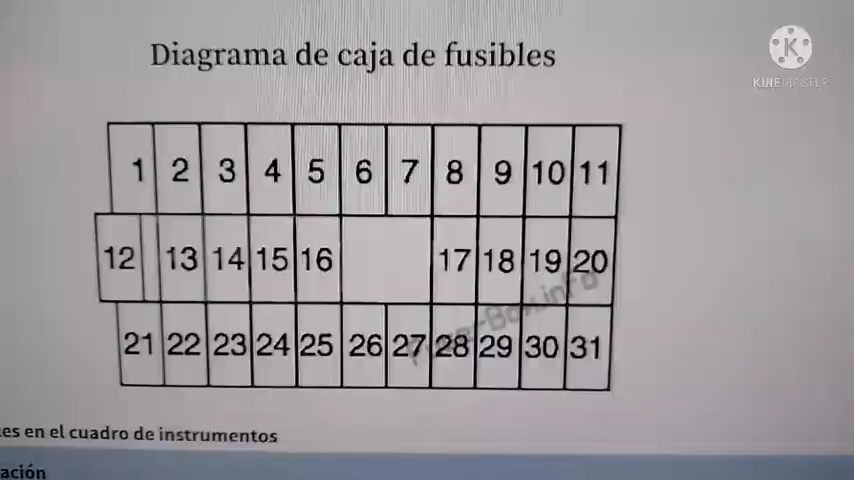 Diagrama de caja de fusibles
KINEMASTER
1 2 3 4 5 6 7 8 9 10 11
12 13 14 15 16 17 18 19 20
21 22 23 24 25 26 27 28 29 30 31
es en el cuadro de instrumentos
ación